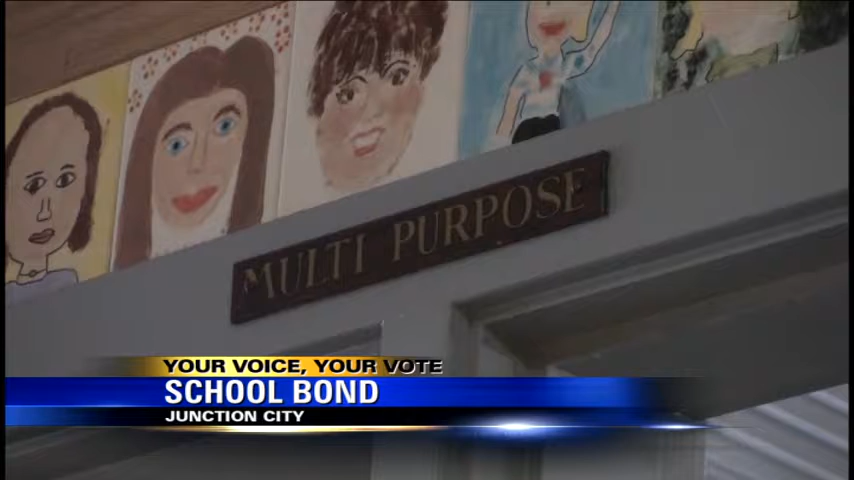 MULTI PURPOSE
YOUR VOICE, YOUR VOTE
SCHOOL BOND
JUNCTION CITY